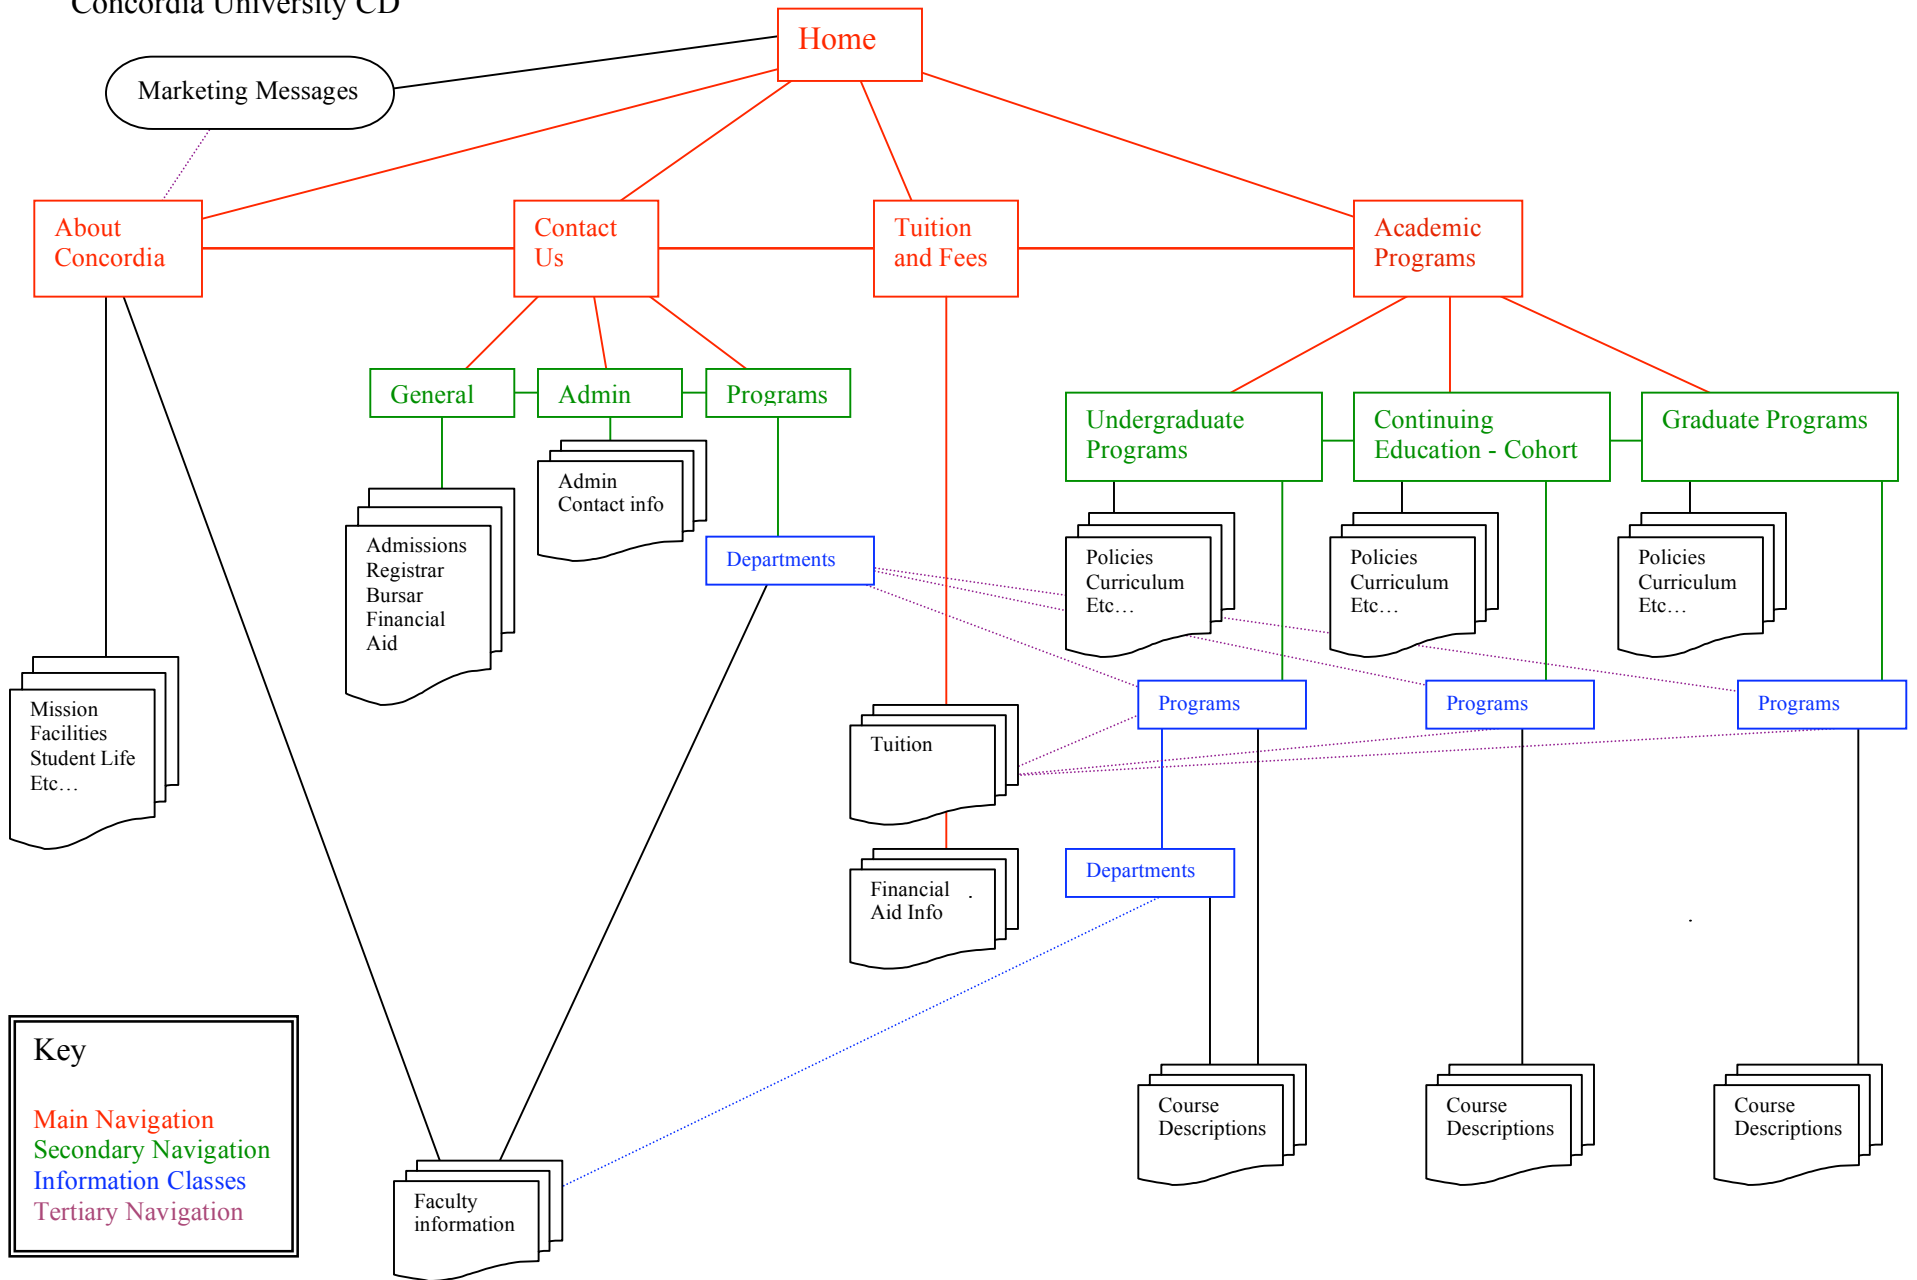 Concordia University CD
Home
Marketing Messages
About
Concordia
Contact
Us
Tuition
and Fees
Academic
Programs
General
Admin
Programs
Undergraduate
Programs
Continuing
Education - Cohort
Graduate Programs
Admin
Contact info
Admissions
Registrar
Bursar
Financial
Aid
Departments
Policies
Curriculum
Etc…
Policies
Curriculum
Etc…
Policies
Curriculum
Etc…
Mission
Facilities
Student Life
Etc…
Programs
Programs
Programs
Tuition
Departments
Financial
Aid Info
Course
Descriptions
Course
Descriptions
Course
Descriptions
Faculty
information
Key
Main Navigation
Secondary Navigation
Information Classes
Tertiary Navigation